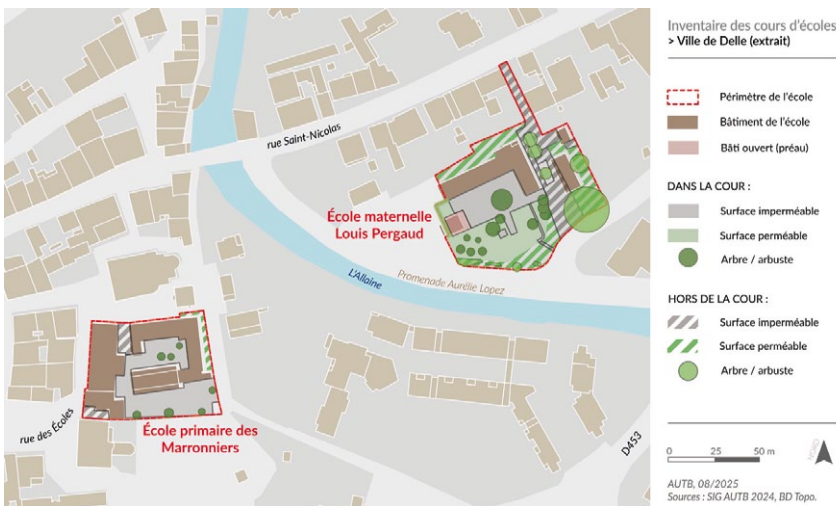 Inventaire des cours d'écoles
> Ville de Delle (extrait)
Périmètre de l'école
Bâtiment de l'école
Bâti ouvert (préau)
DANS LA COUR :
Surface imperméable
Surface perméable
Arbre / arbuste
HORS DE LA COUR :
Surface imperméable
Surface perméable
Arbre / arbuste
0 25 50 m
NORD
AUTB, 08/2025
Sources : SIG AUTB 2024, BD Topo.
rue Saint-Nicolas
École maternelle
Louis Pergaud
L'Allaine
Promenade Aurélie Lopez
rue des Écoles
École primaire des
Marronniers
D453